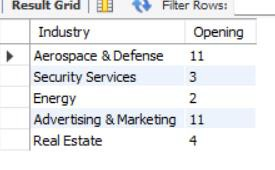 Result Grid Filter Rows:
Industry Opening
Aerospace & Defense 11
Security Services 3
Energy 2
Advertising & Marketing 11
Real Estate 4